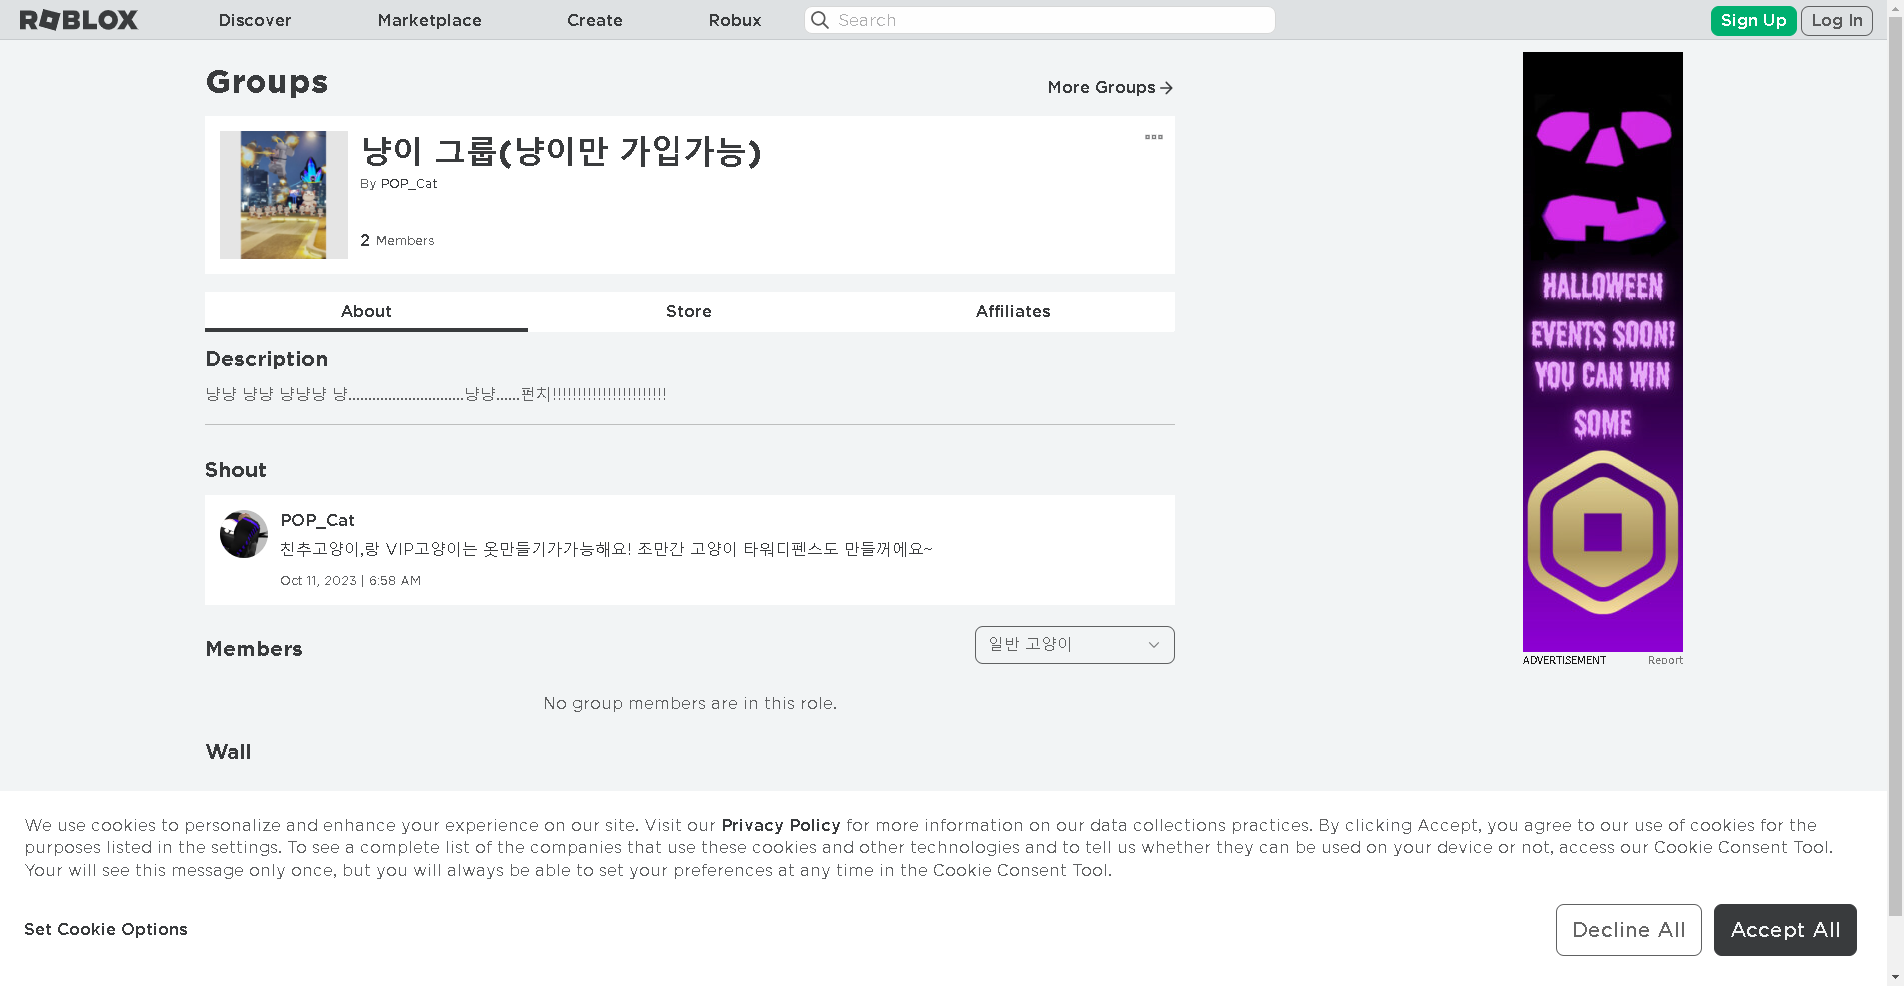 ROBLOX
Discover
Marketplace
Create
Robux
Search
Sign Up
Log In
Groups
More Groups
냥이 그룹(냥이만 가입가능)
By POP_Cat
2 Members
About
Store
Affiliates
Description
냥냥 냥냥 냥냥냥 냥.............................냥냥......펀치!!!!!!!!!!!!!!!!!!!!!!!
Shout
POP_Cat
친추고양이,랑 VIP고양이는 옷만들기가가능해요! 조만간 고양이 타워디펜스도 만들꺼에요~
Oct 11, 2023 | 6:58 AM
Members
일반 고양이
No group members are in this role.
Wall
HALLOWEEN
EVENTS SOON!
YOU CAN WIN
SOME
ADVERTISEMENT
Report
We use cookies to personalize and enhance your experience on our site. Visit our Privacy Policy for more information on our data collections practices. By clicking Accept, you agree to our use of cookies for the
purposes listed in the settings. To see a complete list of the companies that use these cookies and other technologies and to tell us whether they can be used on your device or not, access our Cookie Consent Tool.
Your will see this message only once, but you will always be able to set your preferences at any time in the Cookie Consent Tool.
Set Cookie Options
Decline All
Accept All